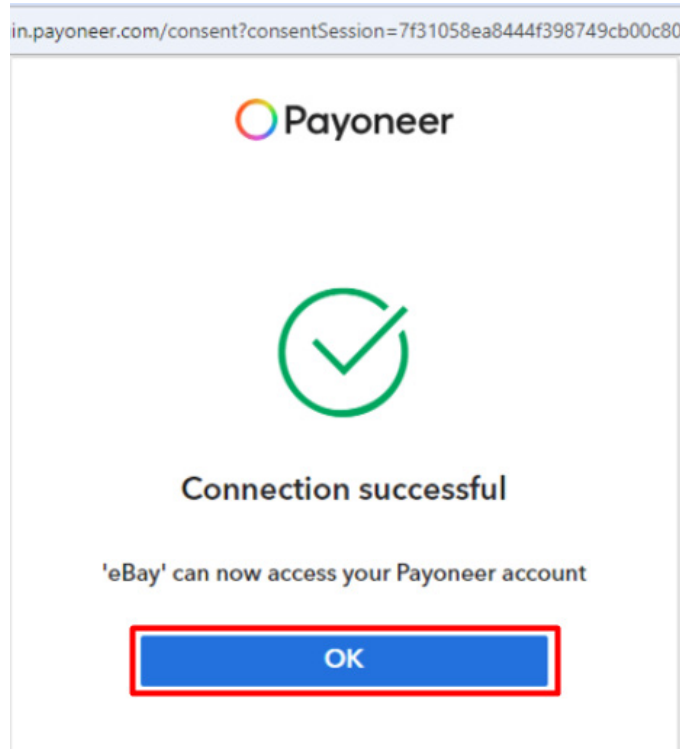 in.payoneer.com/consent?consentSession=7f31058ea8444f398749cb00c80
Payoneer
Connection successful
'eBay' can now access your Payoneer account
OK